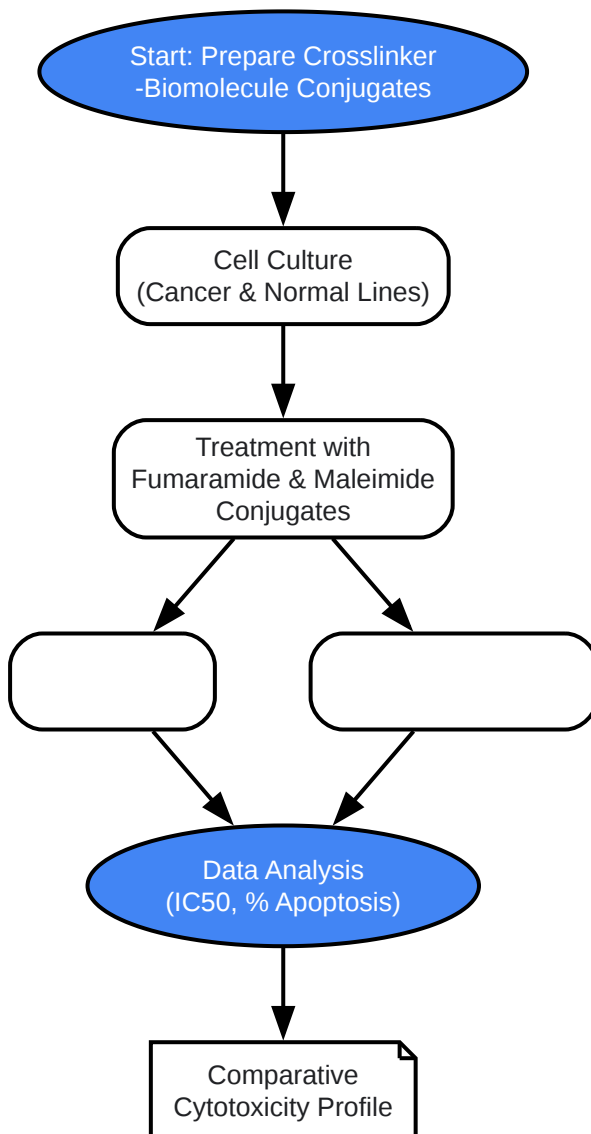 Start: Prepare Crosslinker
-Biomolecule Conjugates
Cell Culture
(Cancer & Normal Lines)
Treatment with
Fumaramide & Maleimide
Conjugates
Data Analysis
(IC50, % Apoptosis)
Comparative
Cytotoxicity Profile